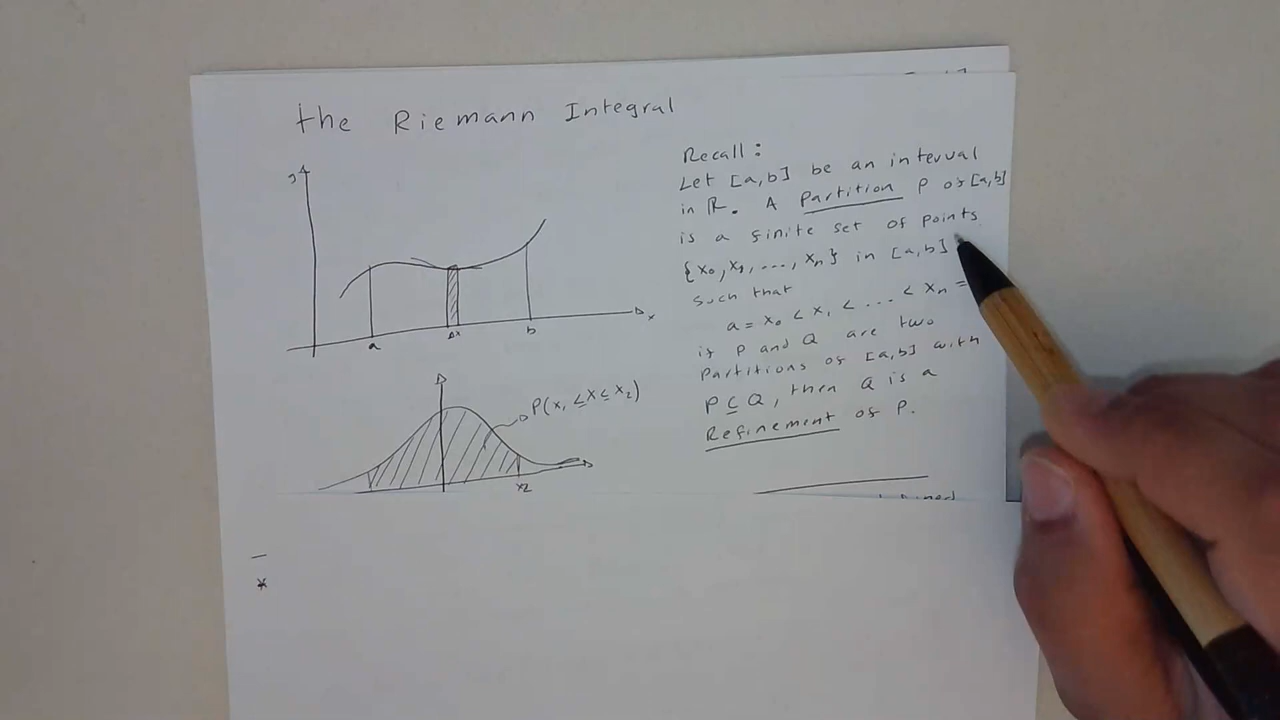 the Riemann Integral
y
a
Δx
b
x
P(x₁ ≤ x ≤ x₂)
x2
Recall:
Let [a,b] be an interval
in ℝ. A Partition P of [a,b]
is a finite set of points
{x₀, x₁, ..., xₙ} in [a,b]
such that
a = x₀ < x₁ < ... < xₙ =
if P and Q are two
Partitions of [a,b] with
P ⊆ Q, then Q is a
Refinement of P.
*